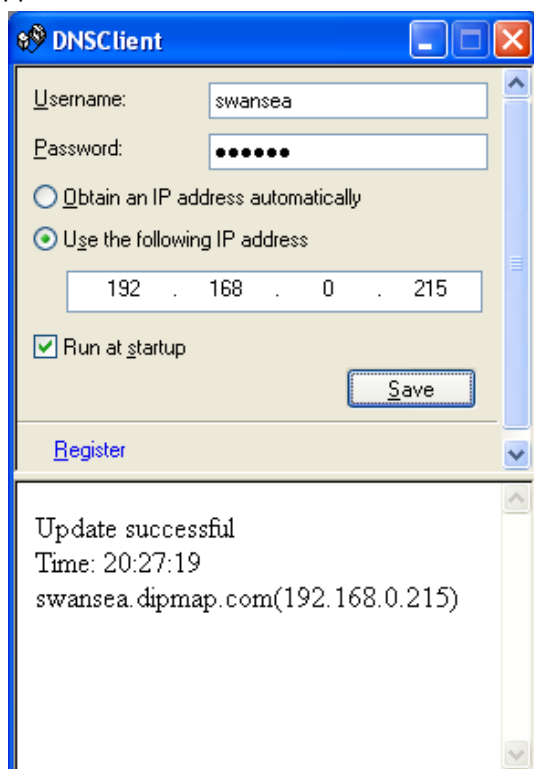 DNSClient
Username: swansea
Password: ●●●●●●
Obtain an IP address automatically
Use the following IP address
192 . 168 . 0 . 215
Run at startup
Save
Register
Update successful
Time: 20:27:19
swansea.dipmap.com(192.168.0.215)